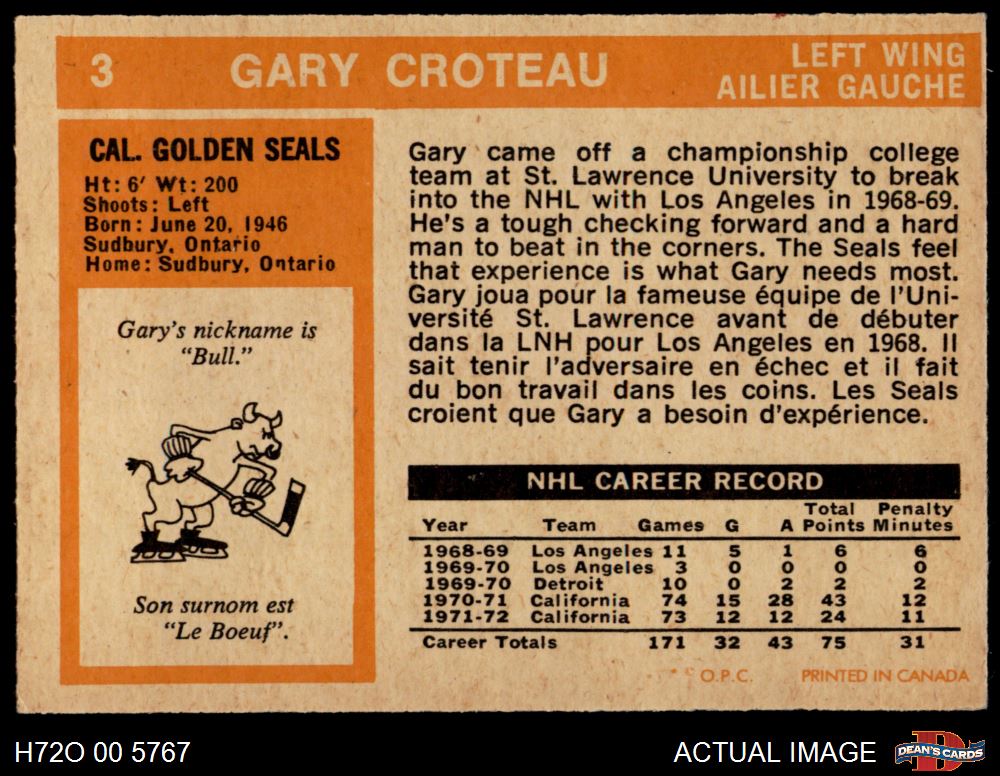 3 GARY CROTEAU LEFT WING
AILIER GAUCHE
CAL. GOLDEN SEALS
Ht: 6' Wt: 200
Shoots: Left
Born: June 20, 1946
Sudbury, Ontario
Home: Sudbury, Ontario
Gary's nickname is
"Bull."
Son surnom est
"Le Boeuf".
Gary came off a championship college
team at St. Lawrence University to break
into the NHL with Los Angeles in 1968-69.
He's a tough checking forward and a hard
man to beat in the corners. The Seals feel
that experience is what Gary needs most.
Gary joua pour la fameuse équipe de l'Uni-
versité St. Lawrence avant de débuter
dans la LNH pour Los Angeles en 1968. Il
sait tenir l'adversaire en échec et il fait
du bon travail dans les coins. Les Seals
croient que Gary a besoin d'expérience.
NHL CAREER RECORD
Year Team Games G A Total Points Penalty Minutes
1968-69 Los Angeles 11 5 1 6 6
1969-70 Los Angeles 3 0 0 0 0
1969-70 Detroit 10 0 2 2 2
1970-71 California 74 15 28 43 12
1971-72 California 73 12 12 24 11
Career Totals 171 32 43 75 31
© O.P.C. PRINTED IN CANADA
H72O 00 5767 ACTUAL IMAGE DEAN'S CARDS